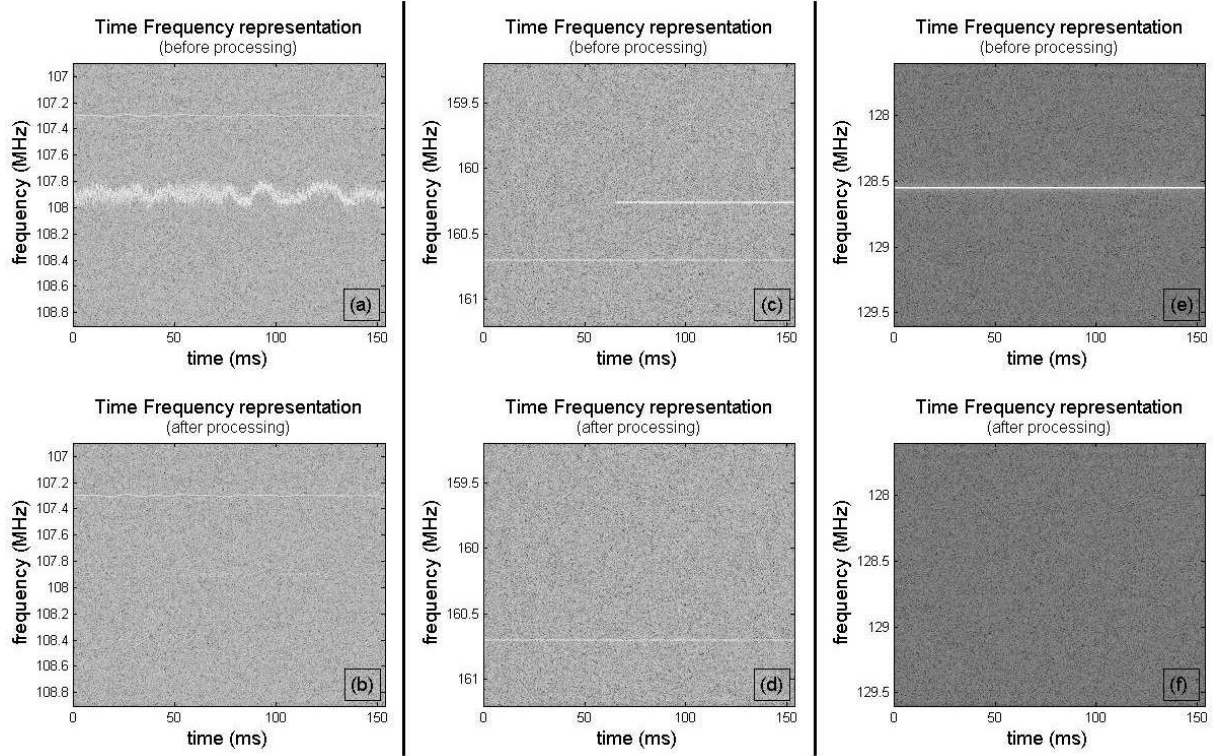 Time Frequency representation
(before processing)
frequency (MHz)
107
107.2
107.4
107.6
107.8
108
108.2
108.4
108.6
108.8
(a)
0
50
100
150
time (ms)
Time Frequency representation
(before processing)
frequency (MHz)
159.5
160
160.5
161
(c)
0
50
100
150
time (ms)
Time Frequency representation
(before processing)
frequency (MHz)
128
128.5
129
129.5
(e)
0
50
100
150
time (ms)
Time Frequency representation
(after processing)
frequency (MHz)
107
107.2
107.4
107.6
107.8
108
108.2
108.4
108.6
108.8
(b)
0
50
100
150
time (ms)
Time Frequency representation
(after processing)
frequency (MHz)
159.5
160
160.5
161
(d)
0
50
100
150
time (ms)
Time Frequency representation
(after processing)
frequency (MHz)
128
128.5
129
129.5
(f)
0
50
100
150
time (ms)